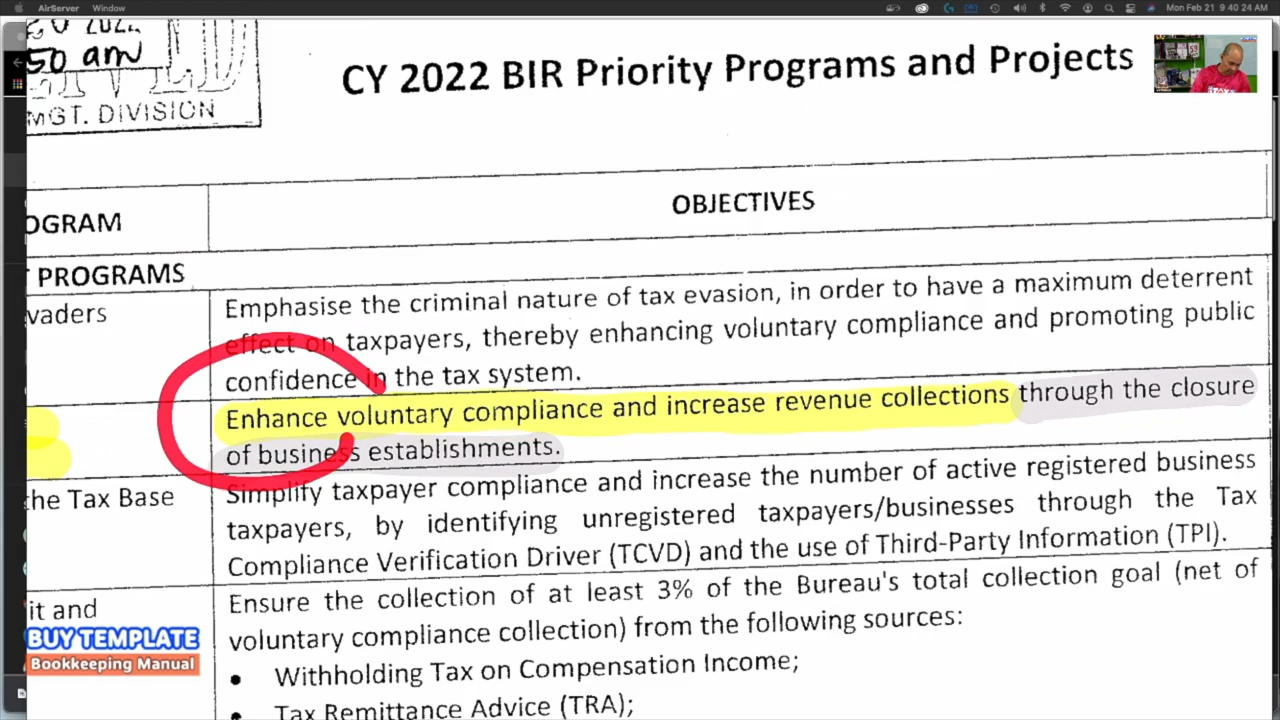 AirServer Window
Mon Feb 21 9:40:24 AM
50 am
MGT. DIVISION
CY 2022 BIR Priority Programs and Projects
OBJECTIVES
PROGRAMS
Emphasise the criminal nature of tax evasion, in order to have a maximum deterrent
effect on taxpayers, thereby enhancing voluntary compliance and promoting public
confidence in the tax system.
Enhance voluntary compliance and increase revenue collections through the closure
of business establishments.
the Tax Base
Simplify taxpayer compliance and increase the number of active registered business
taxpayers, by identifying unregistered taxpayers/businesses through the Tax
Compliance Verification Driver (TCVD) and the use of Third-Party Information (TPI).
it and
Ensure the collection of at least 3% of the Bureau's total collection goal (net of
voluntary compliance collection) from the following sources:
• Withholding Tax on Compensation Income;
• Tax Remittance Advice (TRA);
BUY TEMPLATE
Bookkeeping Manual